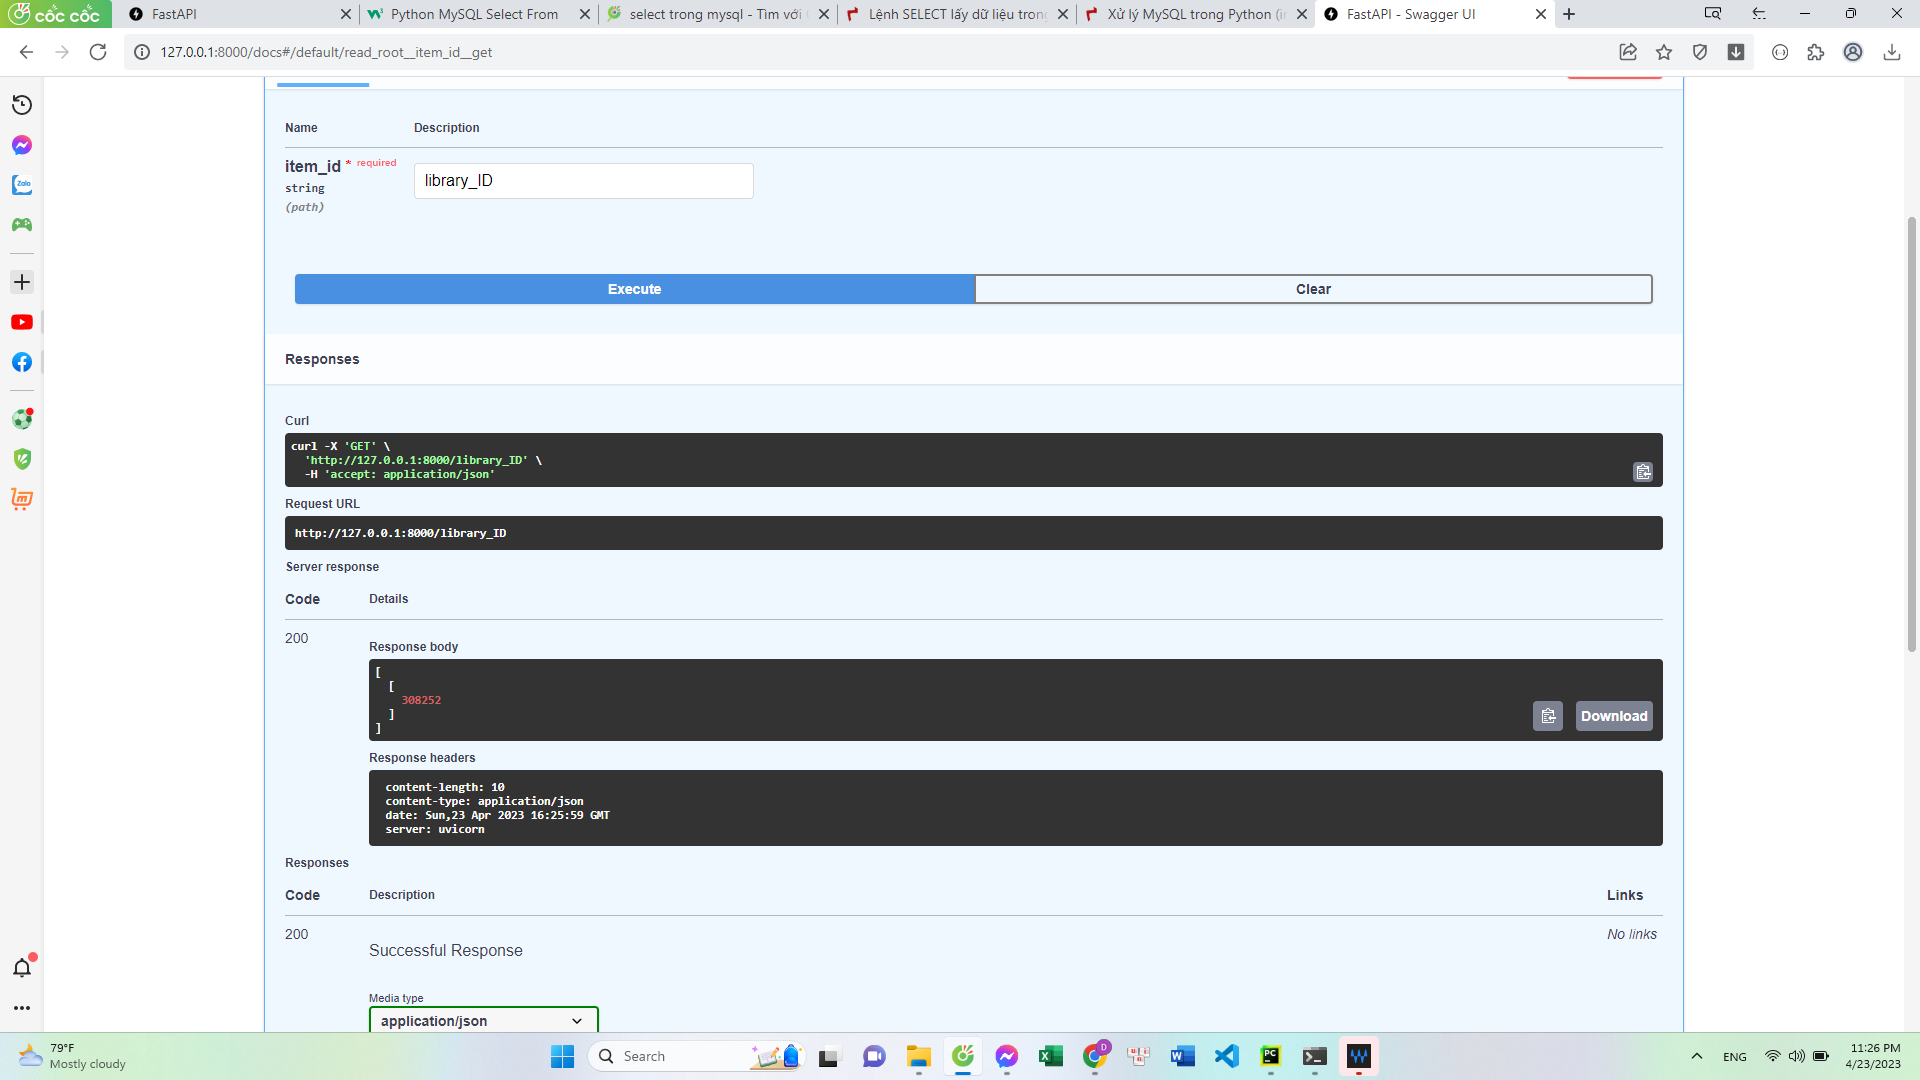 cốc cốc
FastAPI
Python MySQL Select From
select trong mysql - Tìm với
Lệnh SELECT lấy dữ liệu trong
Xử lý MySQL trong Python (in
FastAPI - Swagger UI
127.0.0.1:8000/docs#/default/read_root__item_id__get
Name Description
item_id * required
string
(path)
library_ID
Execute
Clear
Responses
Curl
curl -X 'GET' \
'http://127.0.0.1:8000/library_ID' \
-H 'accept: application/json'
Request URL
http://127.0.0.1:8000/library_ID
Server response
Code Details
200
Response body
[
[
308252
]
]
Download
Response headers
content-length: 10
content-type: application/json
date: Sun,23 Apr 2023 16:25:59 GMT
server: uvicorn
Responses
Code Description Links
200
Successful Response
No links
Media type
application/json
Zalo
79°F
Mostly cloudy
Search
D
ENG
11:26 PM
4/23/2023